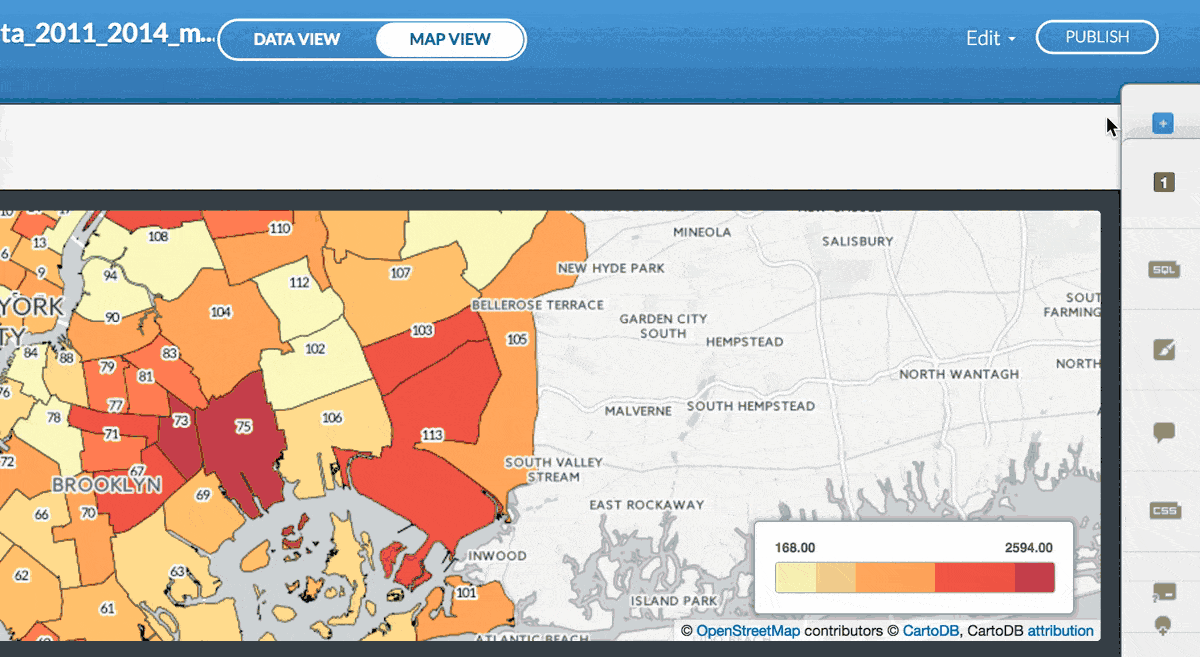 ta_2011_2014_m...
DATA VIEW
MAP VIEW
Edit
PUBLISH
1
SQL
CSS
13
6
9
108
110
94
107
112
90
104
103
105
102
84
88
83
79
81
77
78
73
75
106
71
113
72
67
69
66
70
62
63
61
101
YORK
BROOKLYN
MINEOLA
SALISBURY
NEW HYDE PARK
BELLEROSE TERRACE
GARDEN CITY
SOUTH
HEMPSTEAD
SOUT
FARMING
NORTH
NORTH WANTAGH
MALVERNE
SOUTH HEMPSTEAD
SOUTH VALLEY
STREAM
EAST ROCKAWAY
INWOOD
ISLAND PARK
ATLANTIC BEACH
168.00
2594.00
© OpenStreetMap contributors © CartoDB, CartoDB attribution